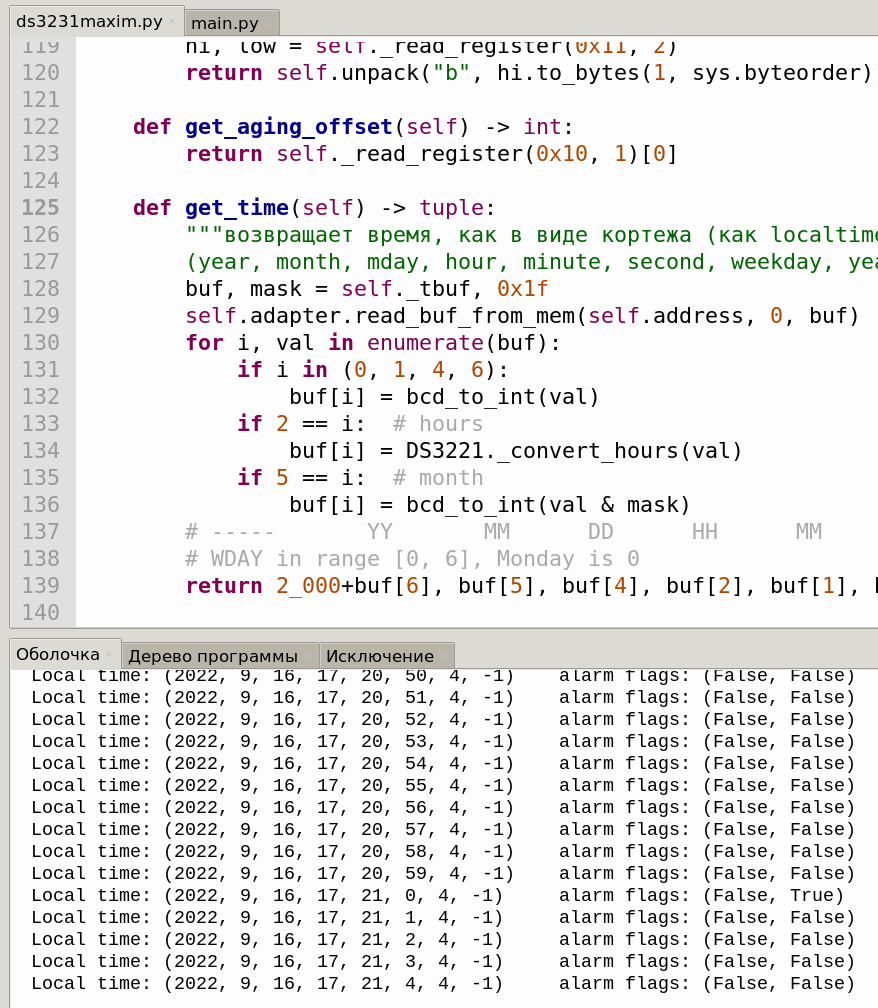 ds3231maxim.py × main.py ×
119 hi, low = self._read_register(0x11, 2)
120 return self.unpack("b", hi.to_bytes(1, sys.byteorder)
121
122 def get_aging_offset(self) -> int:
123 return self._read_register(0x10, 1)[0]
124
125 def get_time(self) -> tuple:
126 """возвращает время, как в виде кортежа (как localtime
127 (year, month, mday, hour, minute, second, weekday, yea
128 buf, mask = self._tbuf, 0x1f
129 self.adapter.read_buf_from_mem(self.address, 0, buf)
130 for i, val in enumerate(buf):
131 if i in (0, 1, 4, 6):
132 buf[i] = bcd_to_int(val)
133 if 2 == i:  # hours
134 buf[i] = DS3221._convert_hours(val)
135 if 5 == i:  # month
136 buf[i] = bcd_to_int(val & mask)
137 # -----       YY       MM      DD      HH      MM
138 # WDAY in range [0, 6], Monday is 0
139 return 2_000+buf[6], buf[5], buf[4], buf[2], buf[1],
140
Оболочка × Дерево программы × Исключение ×
Local time: (2022, 9, 16, 17, 20, 50, 4, -1)    alarm flags: (False, False)
Local time: (2022, 9, 16, 17, 20, 51, 4, -1)    alarm flags: (False, False)
Local time: (2022, 9, 16, 17, 20, 52, 4, -1)    alarm flags: (False, False)
Local time: (2022, 9, 16, 17, 20, 53, 4, -1)    alarm flags: (False, False)
Local time: (2022, 9, 16, 17, 20, 54, 4, -1)    alarm flags: (False, False)
Local time: (2022, 9, 16, 17, 20, 55, 4, -1)    alarm flags: (False, False)
Local time: (2022, 9, 16, 17, 20, 56, 4, -1)    alarm flags: (False, False)
Local time: (2022, 9, 16, 17, 20, 57, 4, -1)    alarm flags: (False, False)
Local time: (2022, 9, 16, 17, 20, 58, 4, -1)    alarm flags: (False, False)
Local time: (2022, 9, 16, 17, 20, 59, 4, -1)    alarm flags: (False, False)
Local time: (2022, 9, 16, 17, 21, 0, 4, -1)     alarm flags: (False, True)
Local time: (2022, 9, 16, 17, 21, 1, 4, -1)     alarm flags: (False, False)
Local time: (2022, 9, 16, 17, 21, 2, 4, -1)     alarm flags: (False, False)
Local time: (2022, 9, 16, 17, 21, 3, 4, -1)     alarm flags: (False, False)
Local time: (2022, 9, 16, 17, 21, 4, 4, -1)     alarm flags: (False, False)